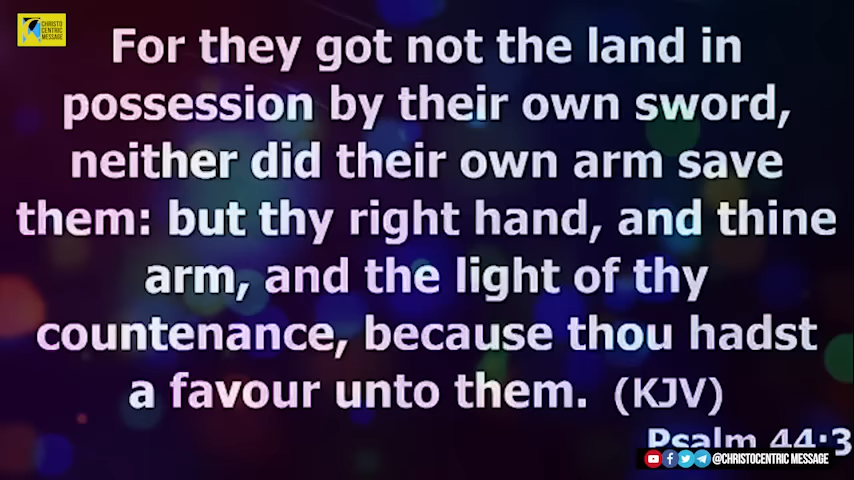 CHRISTO
CENTRIC
MESSAGE
For they got not the land in
possession by their own sword,
neither did their own arm save
them: but thy right hand, and thine
arm, and the light of thy
countenance, because thou hadst
a favour unto them. (KJV)
Psalm 44:3
@CHRISTOCENTRIC MESSAGE